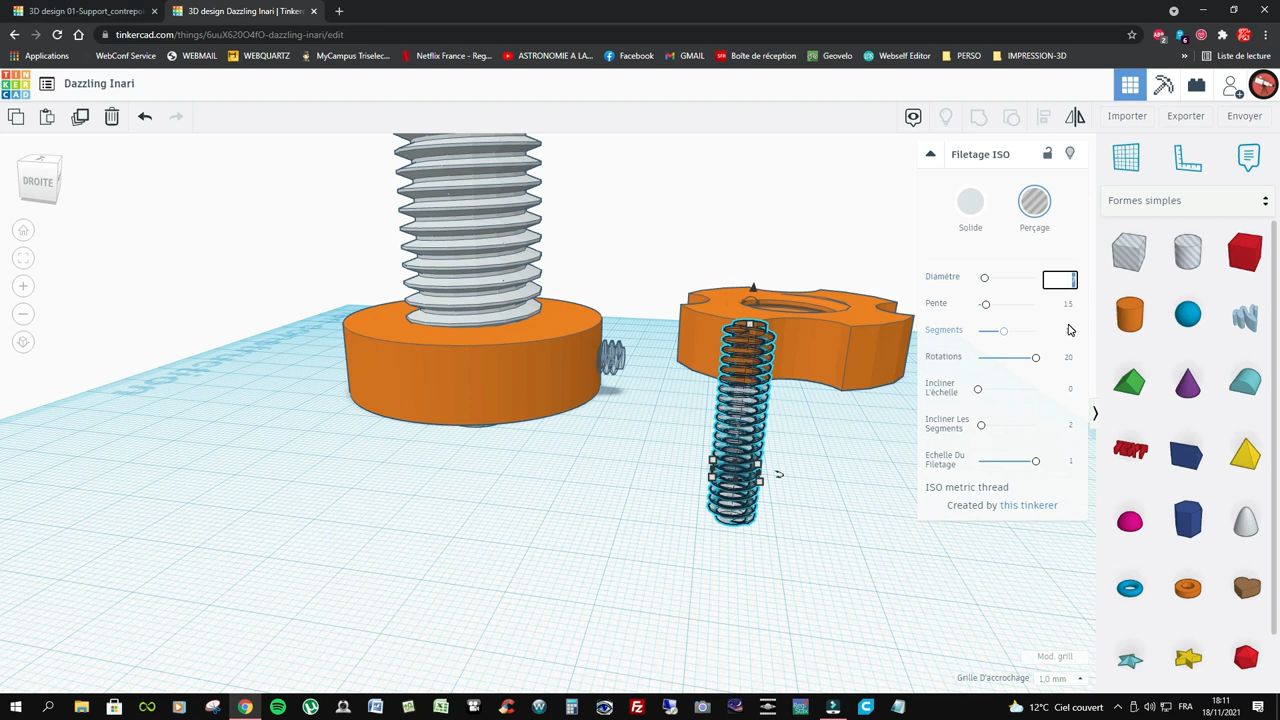 3D design 01-Support_contrepoi
3D design Dazzling Inari | Tinker
tinkercad.com/things/6uuX620O4fO-dazzling-inari/edit
Applications WebConseil Service WEBMAIL WEBQUARTZ MyCampus Triselec... Netflix France - Reg... ASTRONOMIE A LA... Facebook GMAIL Boîte de réception Geovelo Webself Editor PERSO IMPRESSION-3D Liste de lecture
TIN
KER
CAD
Dazzling Inari
Importer Exporter Envoyer
DROITE
Filetage ISO
Solide Perçage
Diamètre
Pente 1.5
Segments
Rotations 20
Incliner
L'échelle 0
Incliner Les
Segments 2
Echelle Du
Filetage 1
ISO metric thread
Created by this tinkerer
Formes simples
Mod. grill
Grille D'accrochage 1,0 mm
12°C Ciel couvert FRA
18:11
18/11/2021